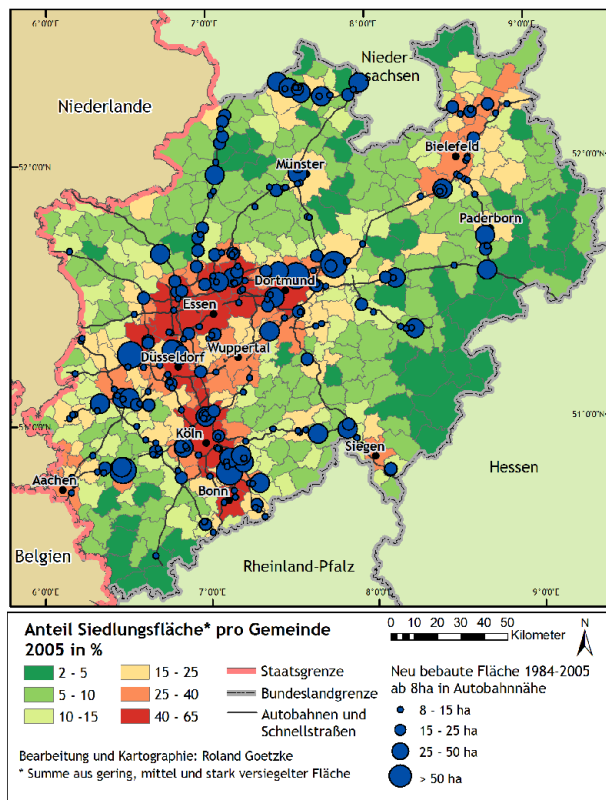 6°0'0"E 7°0'0"E 8°0'0"E 9°0'0"E
Nieder-
sachsen
Niederlande
52°0'0"N
52°0'0"N
Münster
Bielefeld
Paderborn
Dortmund
Essen
Wuppertal
Düsseldorf
51°0'0"N
51°0'0"N
Köln
Siegen
Hessen
Aachen
Bonn
Belgien
Rheinland-Pfalz
6°0'0"E 7°0'0"E 8°0'0"E 9°0'0"E
Anteil Siedlungsfläche* pro Gemeinde
2005 in %
2 - 5
5 - 10
10 -15
15 - 25
25 - 40
40 - 65
Staatsgrenze
Bundeslandgrenze
Autobahnen und
Schnellstraßen
Bearbeitung und Kartographie: Roland Goetzke
* Summe aus gering, mittel und stark versiegelter Fläche
0 5 10 20 30 40 50
Kilometer
N
Neu bebaute Fläche 1984-2005
ab 8ha in Autobahnnähe
8 - 15 ha
15 - 25 ha
25 - 50 ha
> 50 ha